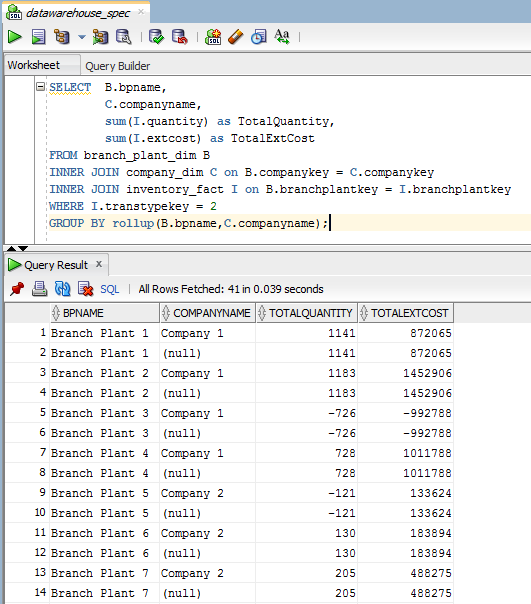 datawarehouse_spec
Worksheet Query Builder
SELECT B.bpname,
C.companyname,
sum(I.quantity) as TotalQuantity,
sum(I.extcost) as TotalExtCost
FROM branch_plant_dim B
INNER JOIN company_dim C on B.companykey = C.companykey
INNER JOIN inventory_fact I on B.branchplantkey = I.branchplantkey
WHERE I.transtypekey = 2
GROUP BY rollup(B.bpname,C.companyname);
Query Result x
SQL | All Rows Fetched: 41 in 0.039 seconds
BPNAME COMPANYNAME TOTALQUANTITY TOTALEXTCOST
1 Branch Plant 1 Company 1 1141 872065
2 Branch Plant 1 (null) 1141 872065
3 Branch Plant 2 Company 1 1183 1452906
4 Branch Plant 2 (null) 1183 1452906
5 Branch Plant 3 Company 1 -726 -992788
6 Branch Plant 3 (null) -726 -992788
7 Branch Plant 4 Company 1 728 1011788
8 Branch Plant 4 (null) 728 1011788
9 Branch Plant 5 Company 2 -121 133624
10 Branch Plant 5 (null) -121 133624
11 Branch Plant 6 Company 2 130 183894
12 Branch Plant 6 (null) 130 183894
13 Branch Plant 7 Company 2 205 488275
14 Branch Plant 7 (null) 205 488275